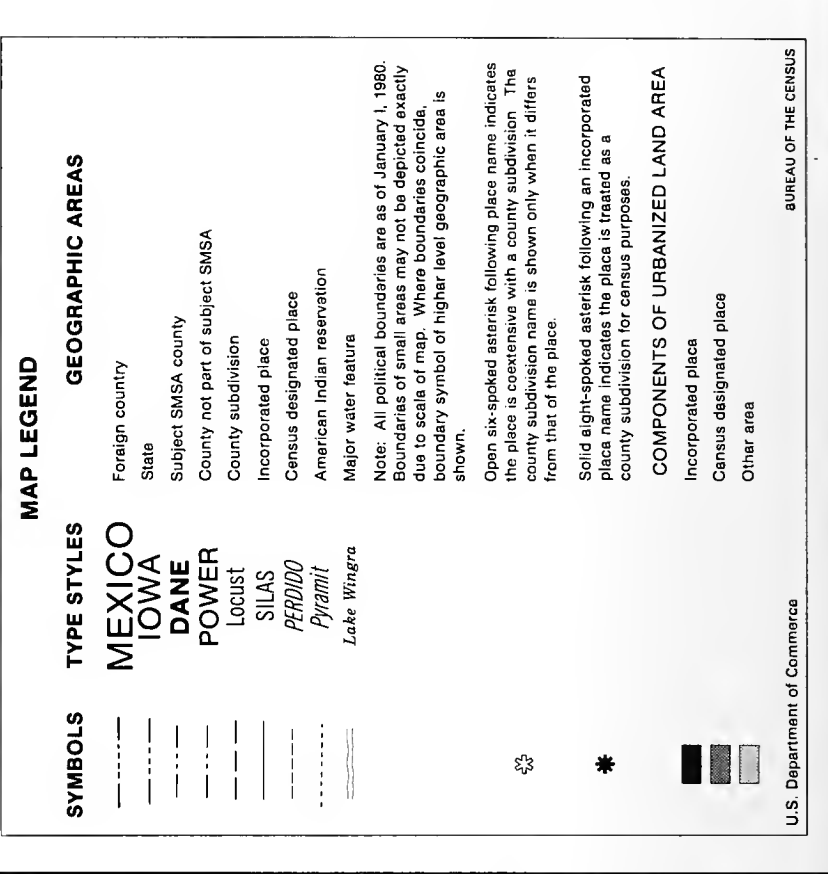 MAP LEGEND
SYMBOLS TYPE STYLES GEOGRAPHIC AREAS
MEXICO Foreign country
IOWA State
DANE Subject SMSA county
POWER County not part of subject SMSA
Locust County subdivision
SILAS Incorporated place
PERDIDO Census designated place
Pyramit American Indian reservation
Lake Wingra Major water feature
Note: All political boundaries are as of January I, 1980.
Boundaries of small areas may not be depicted exactly
due to scale of map. Where boundaries coincide,
boundary symbol of higher level geographic area is
shown.
Open six-spoked asterisk following place name indicates
the place is coextensive with a county subdivision The
county subdivision name is shown only when it differs
from that of the place.
Solid eight-spoked asterisk following an incorporated
place name indicates the place is treated as a
county subdivision for census purposes.
COMPONENTS OF URBANIZED LAND AREA
Incorporated place
Census designated place
Other area
U.S. Department of Commerce BUREAU OF THE CENSUS